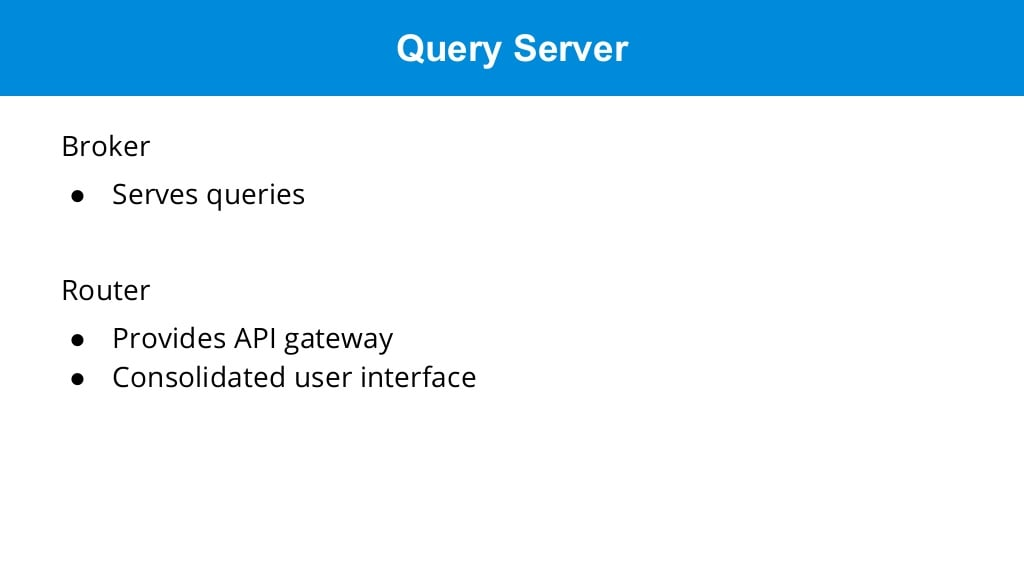 Query Server
Broker
● Serves queries
Router
● Provides API gateway
● Consolidated user interface